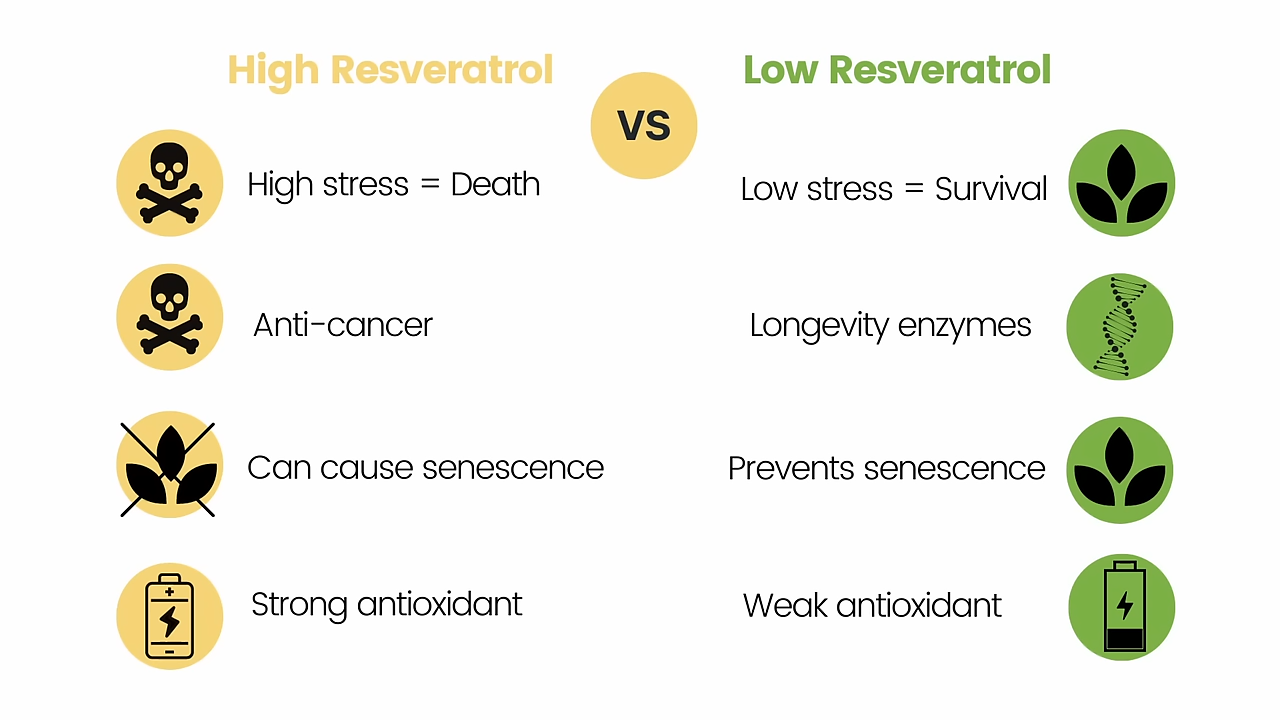 High Resveratrol
VS
Low Resveratrol
High stress = Death
Low stress = Survival
Anti-cancer
Longevity enzymes
Can cause senescence
Prevents senescence
Strong antioxidant
Weak antioxidant